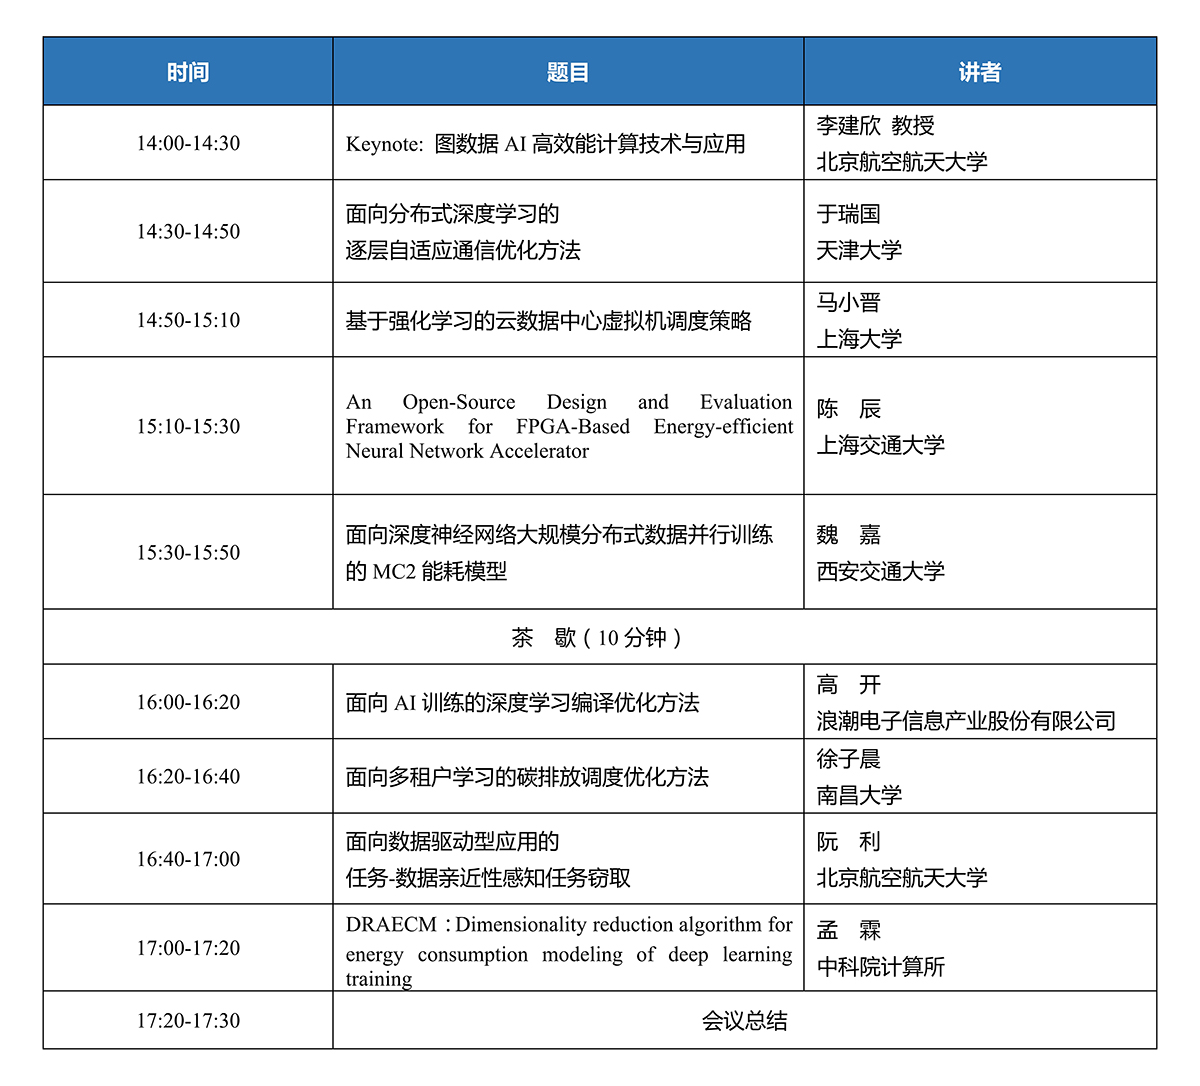 时间 题目 讲者
14:00-14:30
Keynote: 图数据 AI 高效能计算技术与应用
李建欣 教授
北京航空航天大学
14:30-14:50
面向分布式深度学习的
逐层自适应通信优化方法
于瑞国
天津大学
14:50-15:10
基于强化学习的云数据中心虚拟机调度策略
马小晋
上海大学
15:10-15:30
An Open-Source Design and Evaluation
Framework for FPGA-Based Energy-efficient
Neural Network Accelerator
陈 辰
上海交通大学
15:30-15:50
面向深度神经网络大规模分布式数据并行训练
的 MC2 能耗模型
魏 嘉
西安交通大学
茶 歇（10 分钟）
16:00-16:20
面向 AI 训练的深度学习编译优化方法
高 开
浪潮电子信息产业股份有限公司
16:20-16:40
面向多租户学习的碳排放调度优化方法
徐子晨
南昌大学
16:40-17:00
面向数据驱动型应用的
任务-数据亲近性感知任务窃取
阮 利
北京航空航天大学
17:00-17:20
DRAECM：Dimensionality reduction algorithm for
energy consumption modeling of deep learning
training
孟 霖
中科院计算所
17:20-17:30
会议总结